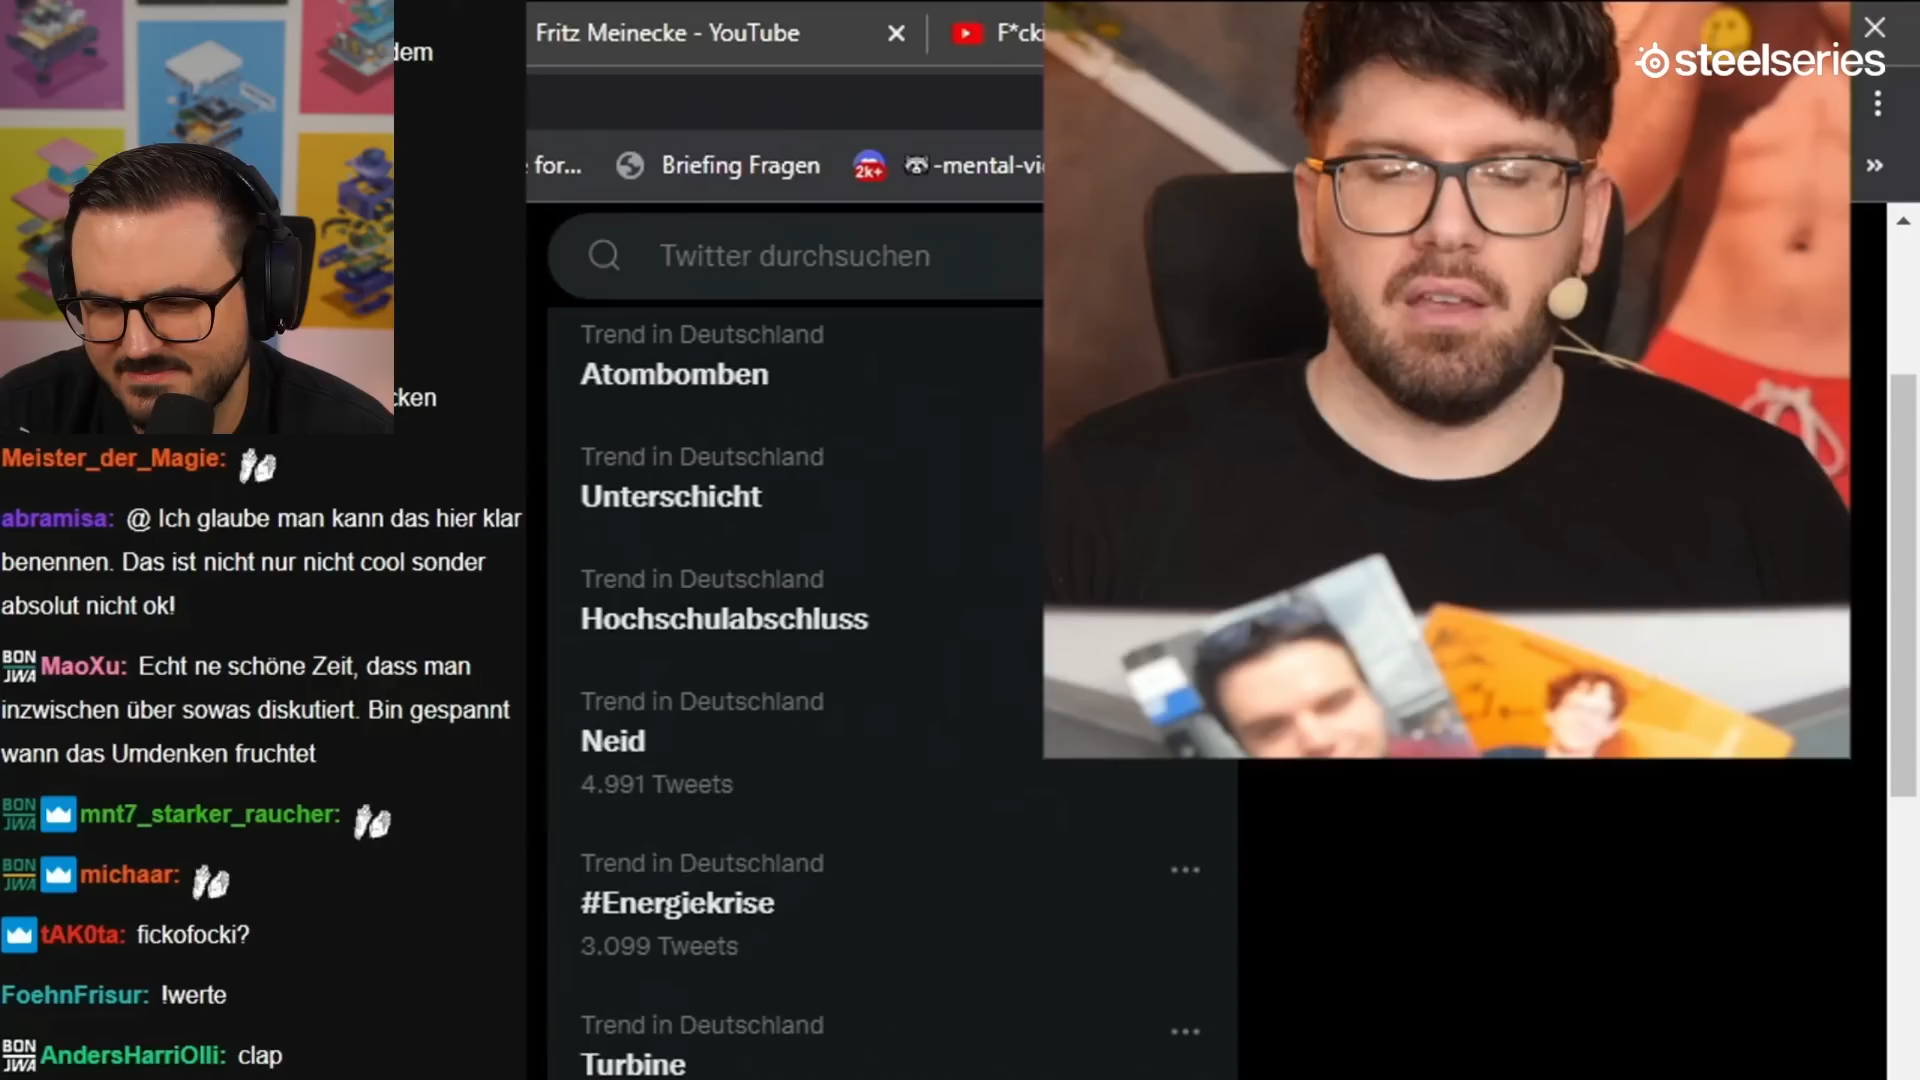 dem
cken
Meister_der_Magie:
abramisa: @ Ich glaube man kann das hier klar
benennen. Das ist nicht nur nicht cool sonder
absolut nicht ok!
BON
JWA MaoXu: Echt ne schöne Zeit, dass man
inzwischen über sowas diskutiert. Bin gespannt
wann das Umdenken fruchtet
BON
JWA mnt7_starker_raucher:
BON
JWA michaar:
tAK0ta: fickofocki?
FoehnFrisur: !werte
BON
JWA AndersHarriOlli: clap
Fritz Meinecke - YouTube
F*cki
for...
Briefing Fragen
2k+
-mental-vi
Twitter durchsuchen
Trend in Deutschland
Atombomben
Trend in Deutschland
Unterschicht
Trend in Deutschland
Hochschulabschluss
Trend in Deutschland
Neid
4.991 Tweets
Trend in Deutschland
#Energiekrise
3.099 Tweets
Trend in Deutschland
Turbine
steelseries